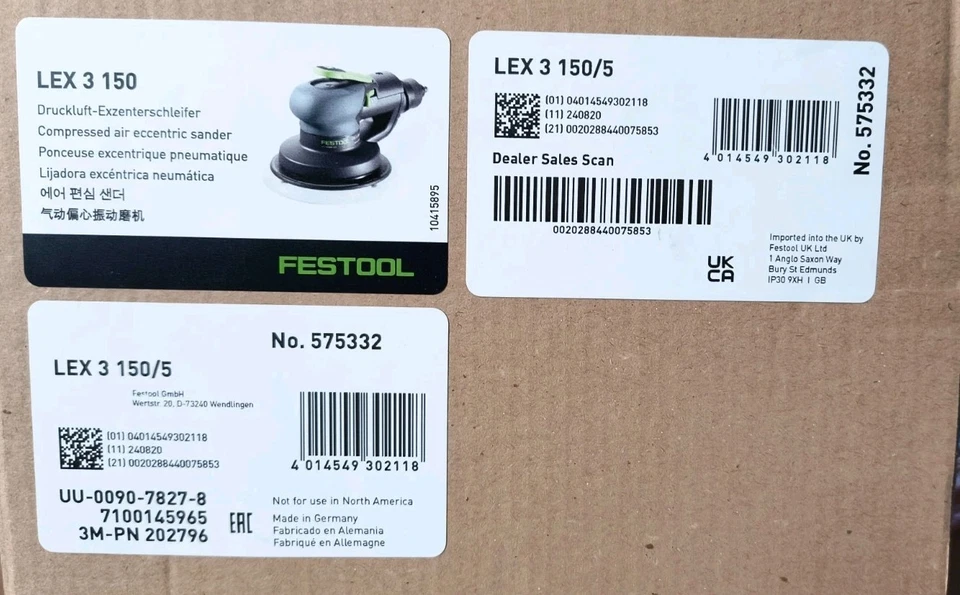 LEX 3 150
Druckluft-Exzenterschleifer
Compressed air eccentric sander
Ponceuse excentrique pneumatique
Lijadora excéntrica neumática
에어 편심 샌더
气动偏心振动磨机
10415895
FESTOOL
FESTOOL
LEX 3 150/5
(01) 04014549302118
(11) 240820
(21) 0020288440075853
4 014549 302118
No. 575332
Dealer Sales Scan
0020288440075853
UK
CA
Imported into the UK by
Festool UK Ltd
1 Anglo Saxon Way
Bury St Edmunds
IP30 9XH | GB
No. 575332
LEX 3 150/5
Festool GmbH
Wertstr. 20, D-73240 Wendlingen
(01) 04014549302118
(11) 240820
(21) 0020288440075853
4 014549 302118
UU-0090-7827-8
7100145965
3M-PN 202796
EAC
Not for use in North America
Made in Germany
Fabricado en Alemania
Fabriqué en Allemagne